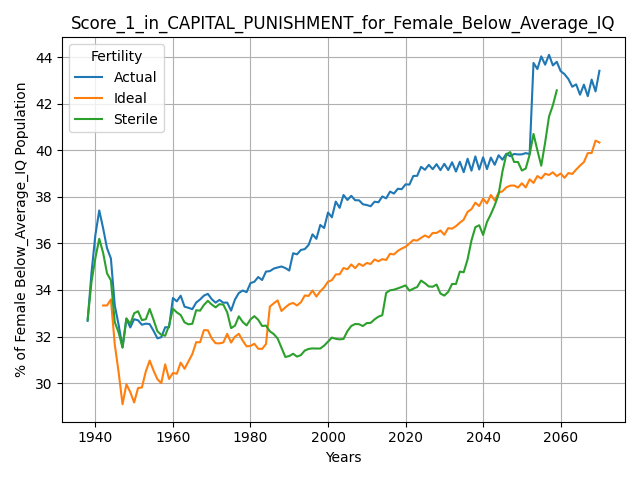 Score_1_in_CAPITAL_PUNISHMENT_for_Female_Below_Average_IQ
% of Female Below_Average_IQ Population
44
42
40
38
36
34
32
30
Fertility
Actual
Ideal
Sterile
1940 1960 1980 2000 2020 2040 2060
Years